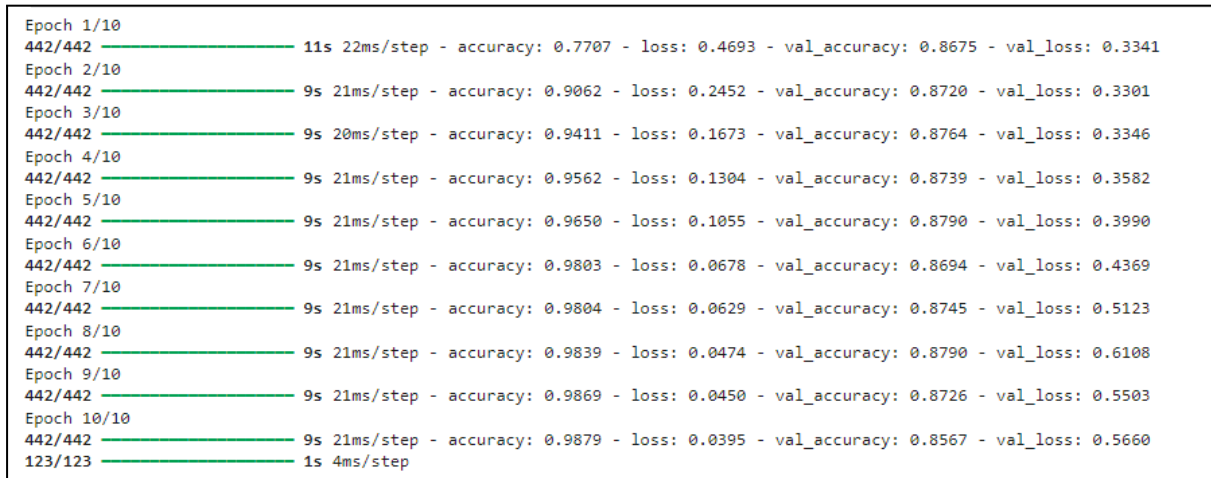 Epoch 1/10
442/442 ──────────────────── 11s 22ms/step - accuracy: 0.7707 - loss: 0.4693 - val_accuracy: 0.8675 - val_loss: 0.3341
Epoch 2/10
442/442 ──────────────────── 9s 21ms/step - accuracy: 0.9062 - loss: 0.2452 - val_accuracy: 0.8720 - val_loss: 0.3301
Epoch 3/10
442/442 ──────────────────── 9s 20ms/step - accuracy: 0.9411 - loss: 0.1673 - val_accuracy: 0.8764 - val_loss: 0.3346
Epoch 4/10
442/442 ──────────────────── 9s 21ms/step - accuracy: 0.9562 - loss: 0.1304 - val_accuracy: 0.8739 - val_loss: 0.3582
Epoch 5/10
442/442 ──────────────────── 9s 21ms/step - accuracy: 0.9650 - loss: 0.1055 - val_accuracy: 0.8790 - val_loss: 0.3990
Epoch 6/10
442/442 ──────────────────── 9s 21ms/step - accuracy: 0.9803 - loss: 0.0678 - val_accuracy: 0.8694 - val_loss: 0.4369
Epoch 7/10
442/442 ──────────────────── 9s 21ms/step - accuracy: 0.9804 - loss: 0.0629 - val_accuracy: 0.8745 - val_loss: 0.5123
Epoch 8/10
442/442 ──────────────────── 9s 21ms/step - accuracy: 0.9839 - loss: 0.0474 - val_accuracy: 0.8790 - val_loss: 0.6108
Epoch 9/10
442/442 ──────────────────── 9s 21ms/step - accuracy: 0.9869 - loss: 0.0450 - val_accuracy: 0.8726 - val_loss: 0.5503
Epoch 10/10
442/442 ──────────────────── 9s 21ms/step - accuracy: 0.9879 - loss: 0.0395 - val_accuracy: 0.8567 - val_loss: 0.5660
123/123 ──────────────────── 1s 4ms/step